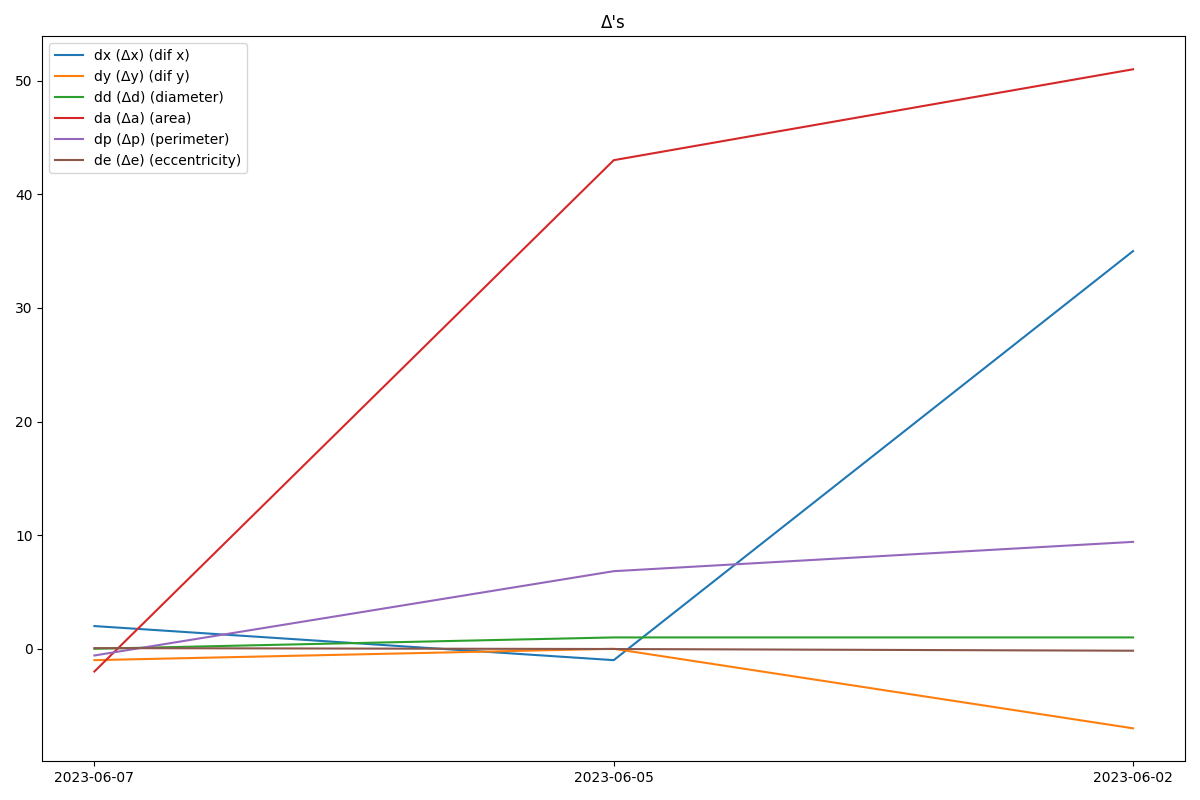 Δ's
dx (Δx) (dif x)
dy (Δy) (dif y)
dd (Δd) (diameter)
da (Δa) (area)
dp (Δp) (perimeter)
de (Δe) (eccentricity)
50
40
30
20
10
0
2023-06-07 2023-06-05 2023-06-02